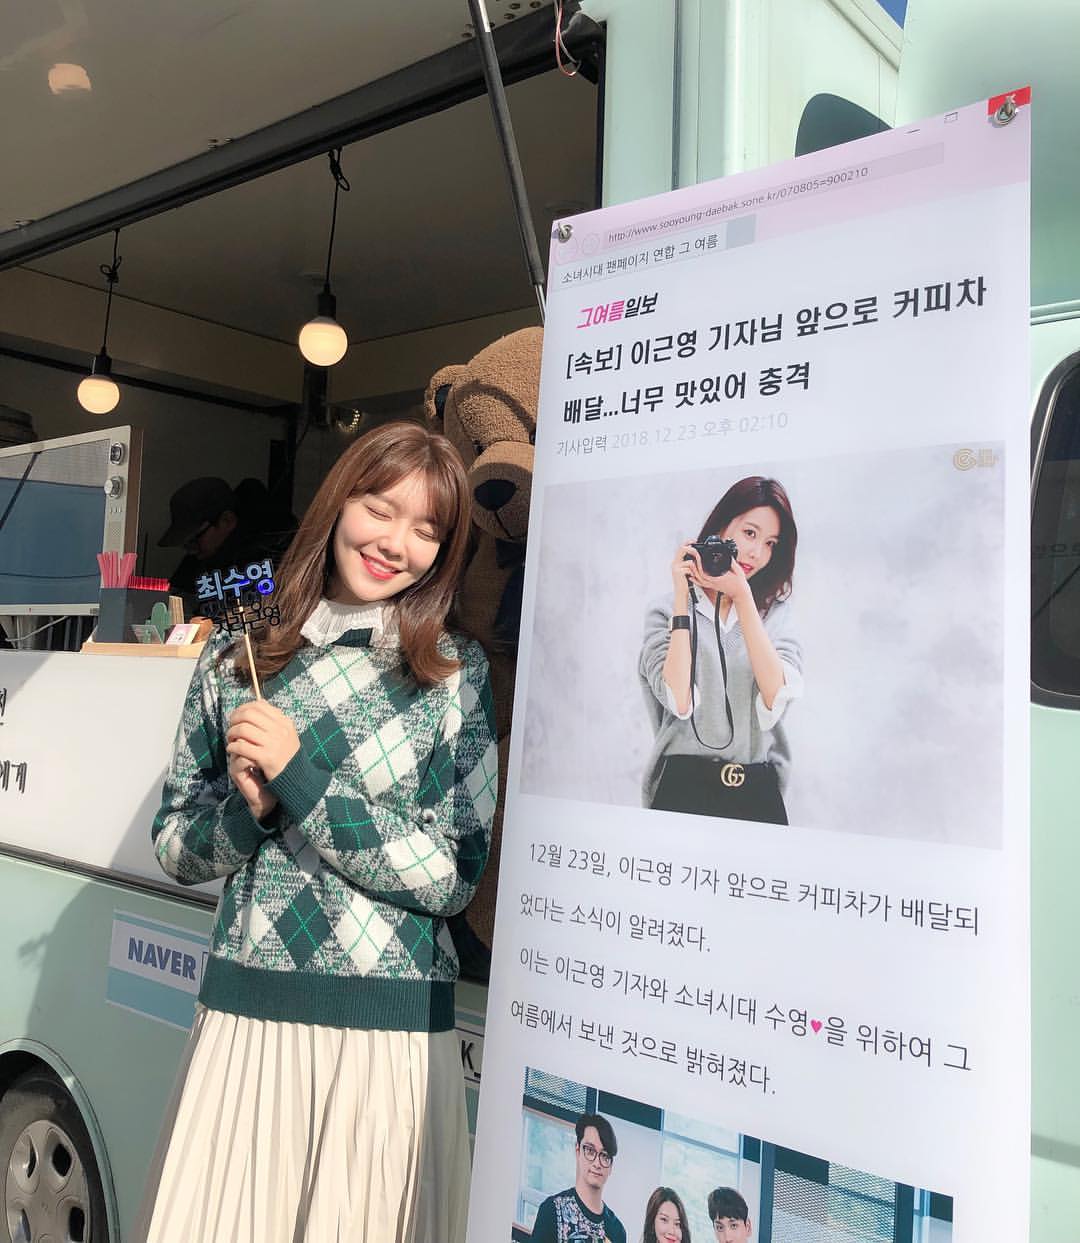 http://www.sooyoung-daebak.sone.kr/070805=900210
소녀시대 팬페이지 연합 그 여름
그여름일보
[속보] 이근영 기자님 앞으로 커피차
배달...너무 맛있어 충격
기사입력 2018.12.23 오후 02:10
12월 23일, 이근영 기자 앞으로 커피차가 배달되
었다는 소식이 알려졌다.
이는 이근영 기자와 소녀시대 수영♥을 위하여 그
여름에서 보낸 것으로 밝혀졌다.
최수영
에게
NAVER
K